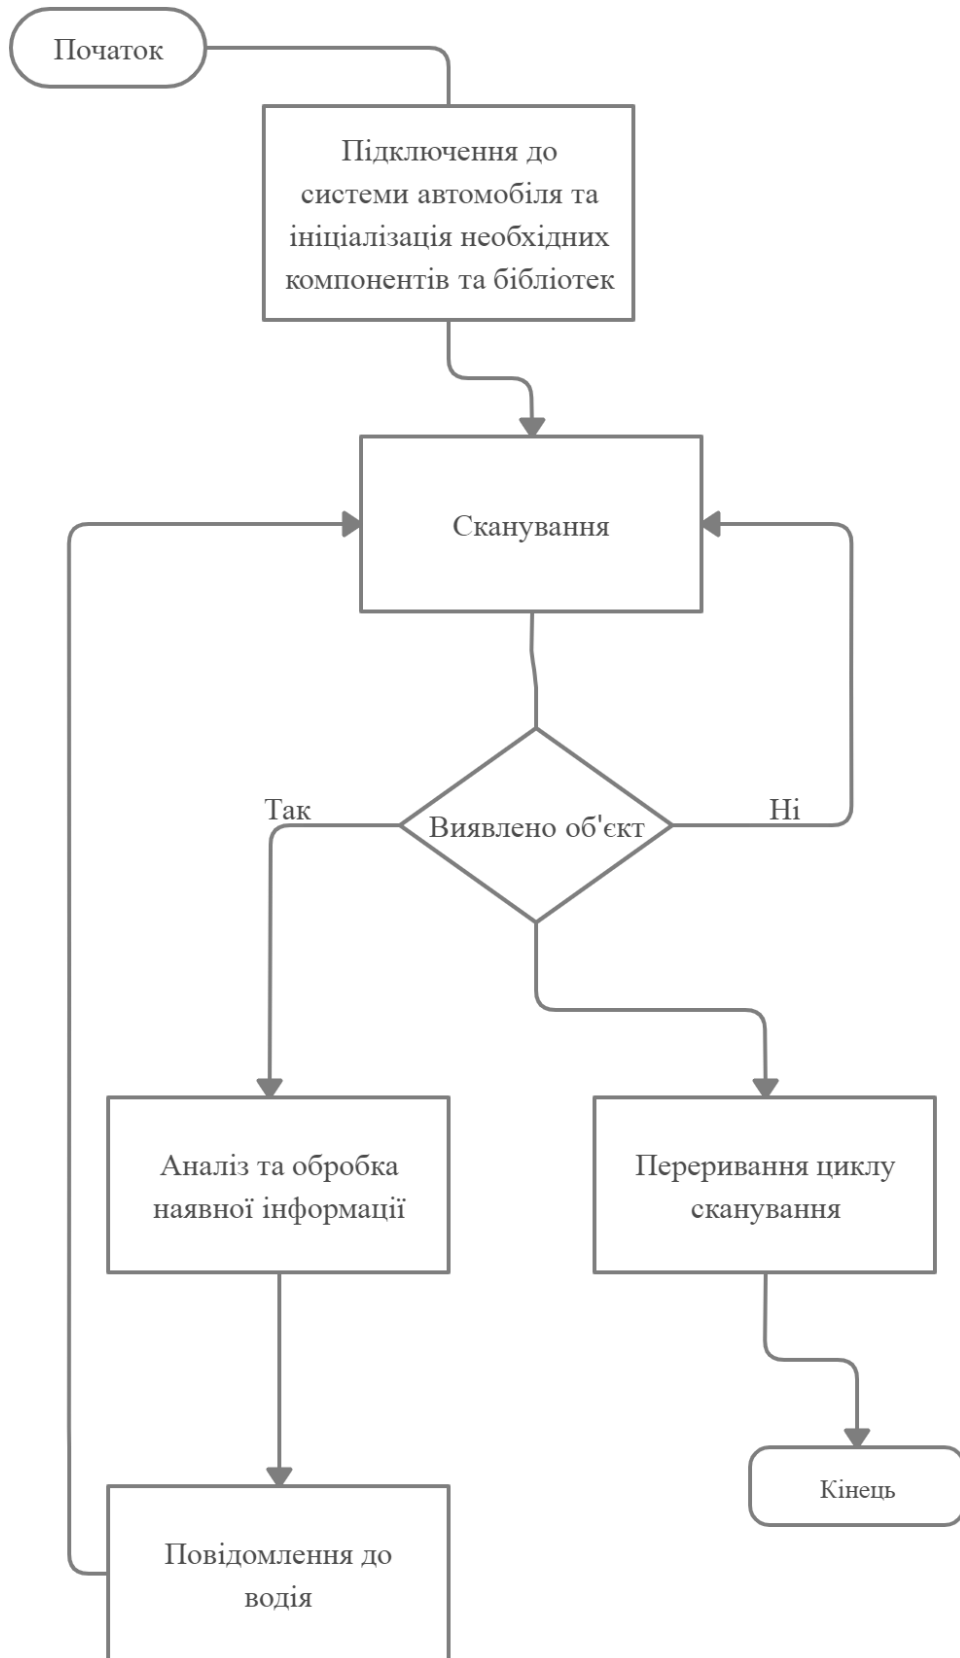 Початок
Підключення до
системи автомобіля та
ініціалізація необхідних
компонентів та бібліотек
Сканування
Так
Виявлено об'єкт
Ні
Аналіз та обробка
наявної інформації
Переривання циклу
сканування
Кінець
Повідомлення до
водія